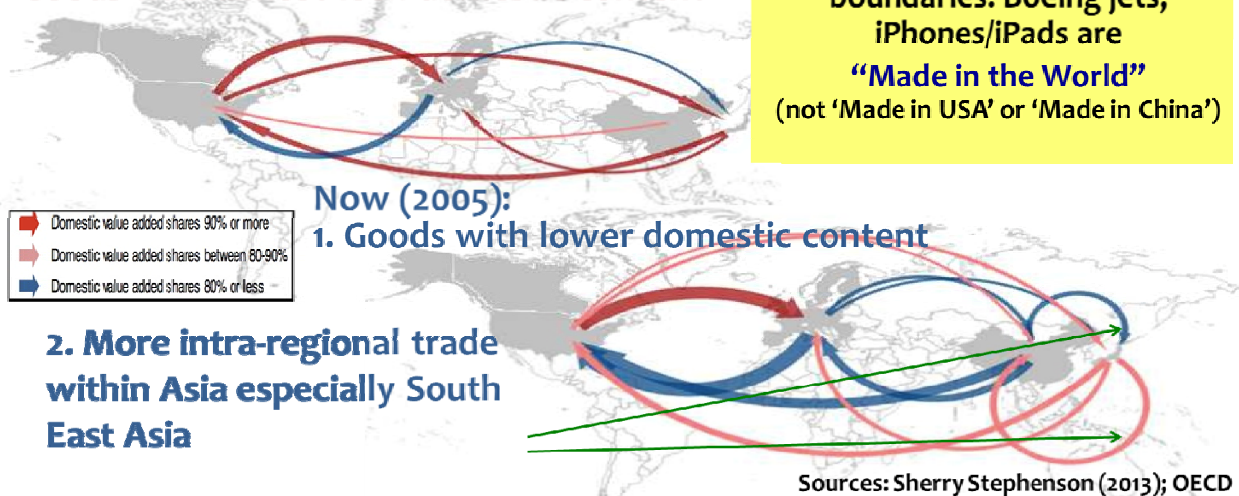 boundaries. Boeing jets,
iPhones/iPads are
“Made in the World”
(not ‘Made in USA’ or ‘Made in China’)
Now (2005):
1. Goods with lower domestic content
Domestic value added shares 90% or more
Domestic value added shares between 80-90%
Domestic value added shares 80% or less
2. More intra-regional trade
within Asia especially South
East Asia
Sources: Sherry Stephenson (2013); OECD